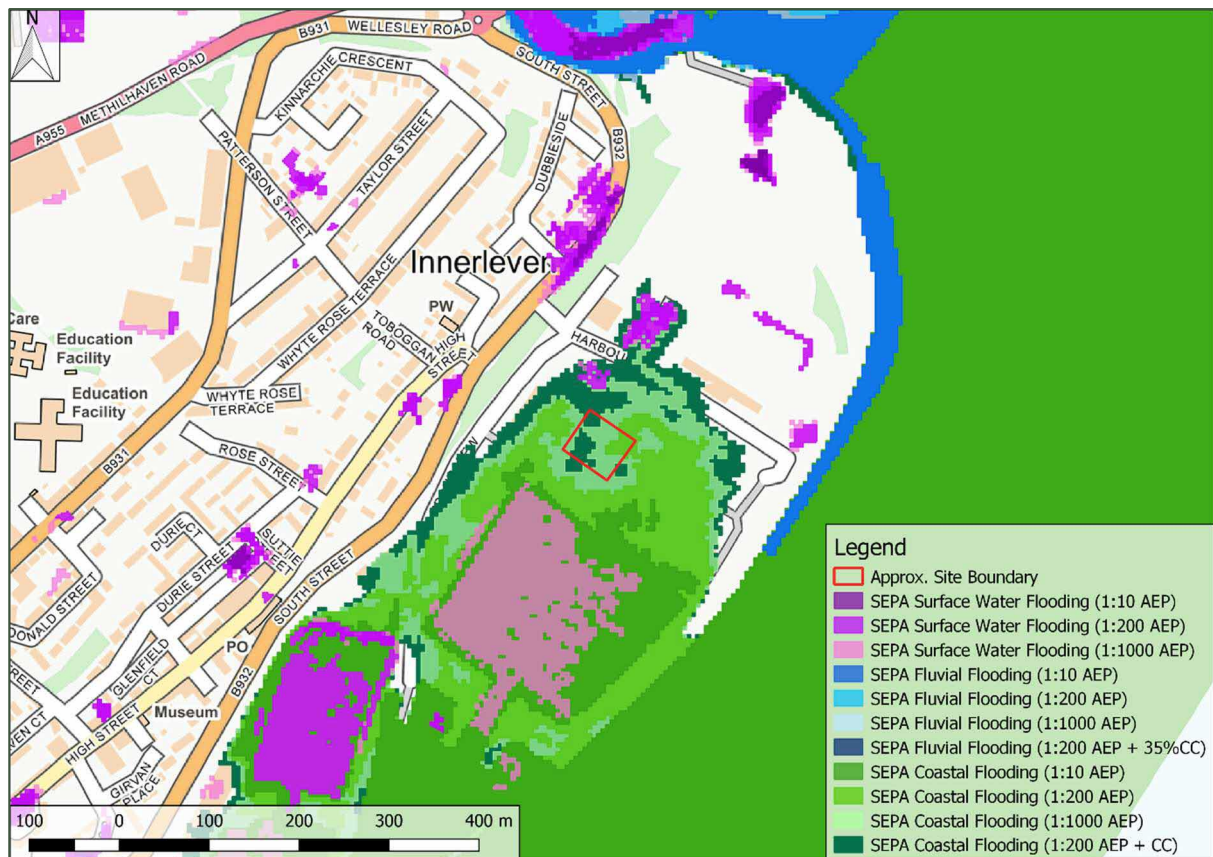 N
B931
WELLESLEY ROAD
SOUTH STREET
KINNARCHIE CRESCENT
A955
METHILHAVEN ROAD
PATTERSON STREET
TAYLOR STREET
DUBBIESIDE
B932
Innerleven
WHYTE ROSE TERRACE
PW
TOBOGGAN
ROAD
HIGH
STREET
HARBOU
Care
Education
Facility
Education
Facility
WHYTE ROSE
TERRACE
B931
ROSE STREET
DURIE
CT
SUTTIE
STREET
DURIE STREET
DONALD STREET
SOUTH STREET
PO
GLENFIELD
CT
B932
Museum
VEN CT
HIGH STREET
GIRVAN
PLACE
Legend
Approx. Site Boundary
SEPA Surface Water Flooding (1:10 AEP)
SEPA Surface Water Flooding (1:200 AEP)
SEPA Surface Water Flooding (1:1000 AEP)
SEPA Fluvial Flooding (1:10 AEP)
SEPA Fluvial Flooding (1:200 AEP)
SEPA Fluvial Flooding (1:1000 AEP)
SEPA Fluvial Flooding (1:200 AEP + 35%CC)
SEPA Coastal Flooding (1:10 AEP)
SEPA Coastal Flooding (1:200 AEP)
SEPA Coastal Flooding (1:1000 AEP)
SEPA Coastal Flooding (1:200 AEP + CC)
100 0 100 200 300 400 m